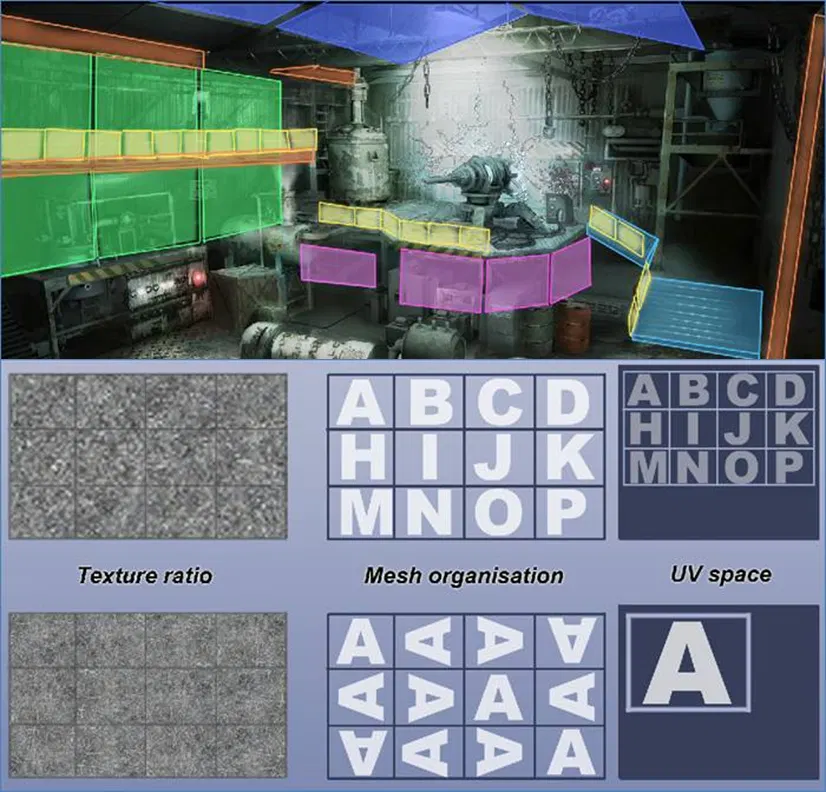 A B C D
H I J K
M N O P
A B C D
H I J K
M N O P
Texture ratio
Mesh organisation
UV space
A A A A
A A A A
A A A A
A